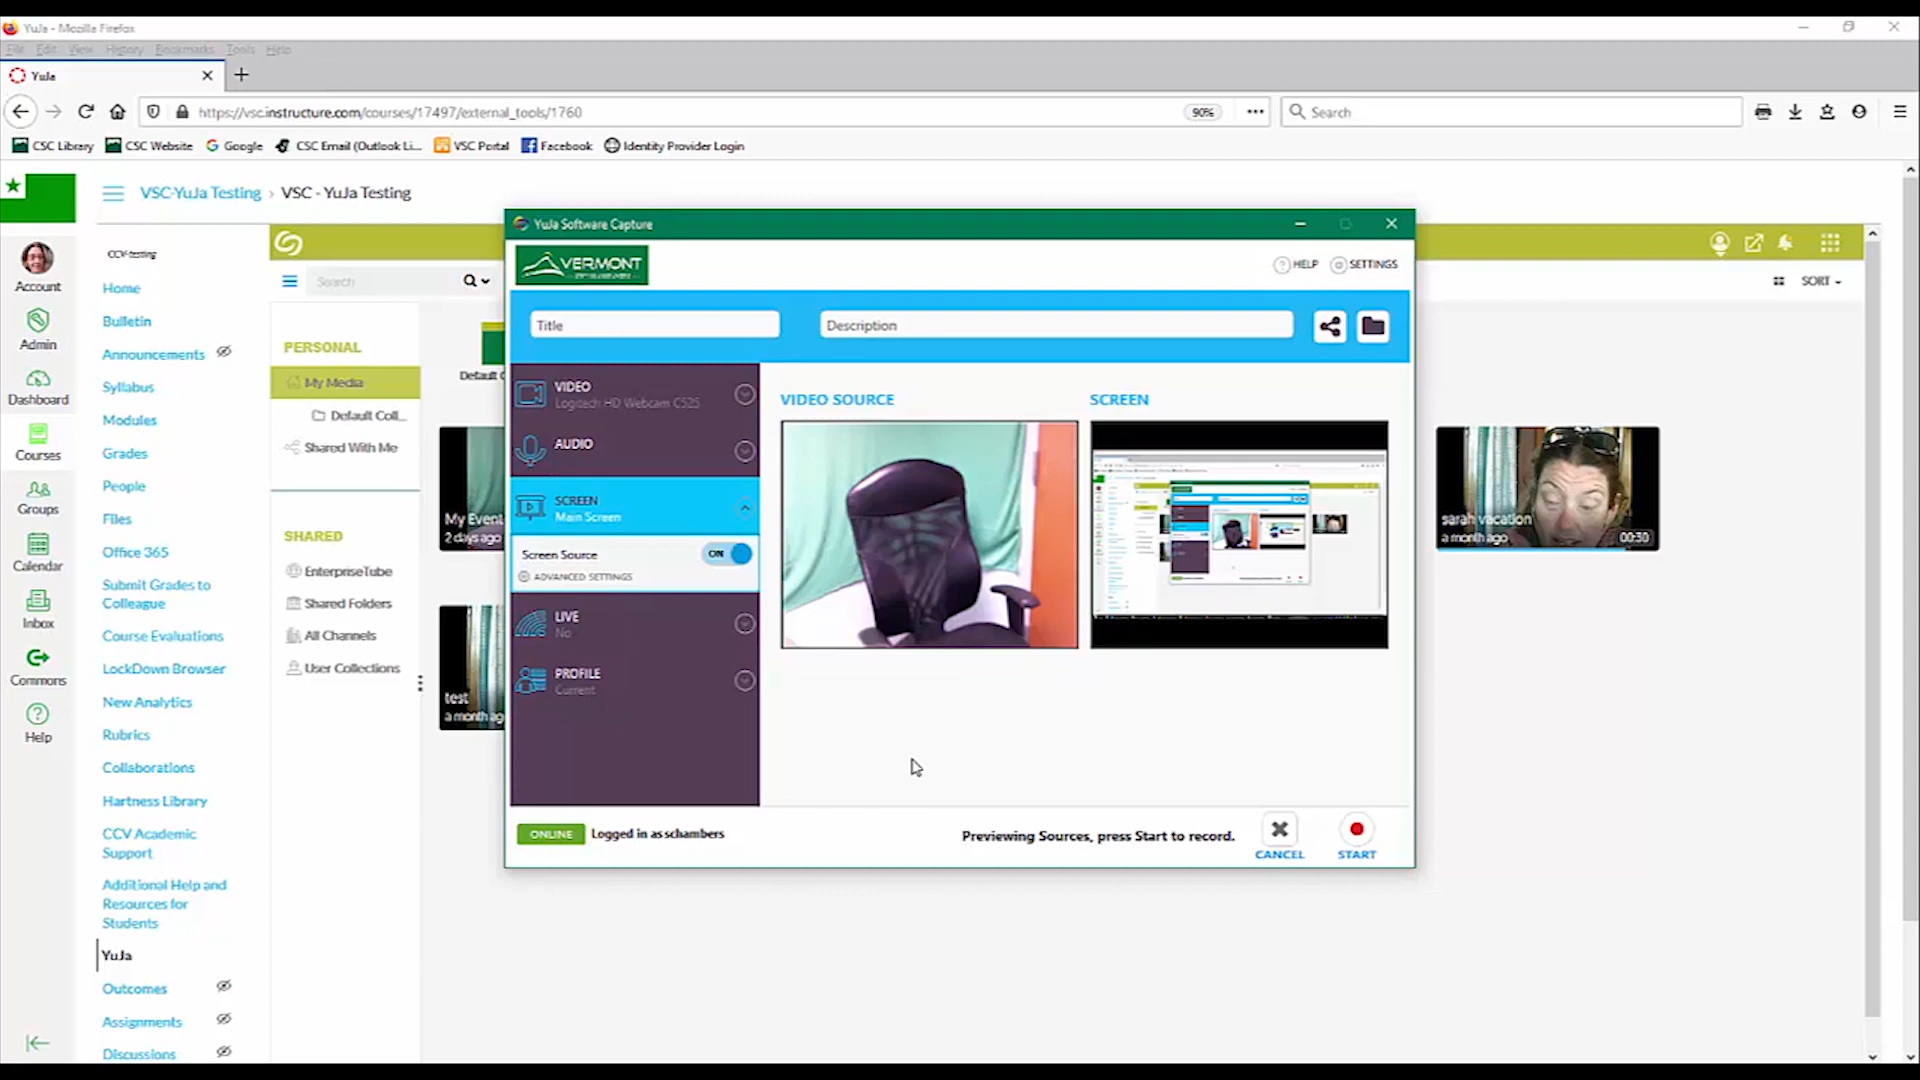 YuJa - Mozilla Firefox
File Edit View History Bookmarks Tools Help
YuJa
https://vsc.instructure.com/courses/17497/external_tools/1760
90%
Search
CSC Library
CSC Website
Google
CSC Email (Outlook Li...
VSC Portal
Facebook
Identity Provider Login
VSC-YuJa Testing › VSC - YuJa Testing
Account
Admin
Dashboard
Courses
Groups
Calendar
Inbox
Commons
Help
CCV-testing
Home
Bulletin
Announcements
Syllabus
Modules
Grades
People
Files
Office 365
Submit Grades to
Colleague
Course Evaluations
LockDown Browser
New Analytics
Rubrics
Collaborations
Hartness Library
CCV Academic
Support
Additional Help and
Resources for
Students
YuJa
Outcomes
Assignments
Discussions
Search
SORT
PERSONAL
My Media
Default Coll...
Shared With Me
SHARED
EnterpriseTube
Shared Folders
All Channels
User Collections
Default C
My Event
2 days ago
test
a month ag
sarah vacation
a month ago
00:30
YuJa Software Capture
VERMONT
HELP
SETTINGS
Title
Description
VIDEO
Logitech HD Webcam C525
AUDIO
SCREEN
Main Screen
Screen Source
ON
ADVANCED SETTINGS
LIVE
No
PROFILE
Current
VIDEO SOURCE
SCREEN
ONLINE
Logged in as schambers
Previewing Sources, press Start to record.
CANCEL
START